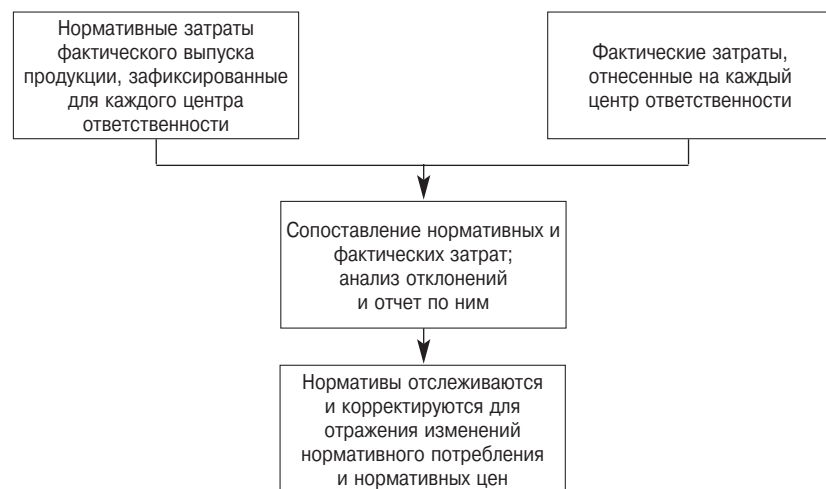 Нормативные затраты
фактического выпуска
продукции, зафиксированные
для каждого центра
ответственности
Фактические затраты,
отнесенные на каждый
центр ответственности
Сопоставление нормативных и
фактических затрат;
анализ отклонений
и отчет по ним
Нормативы отслеживаются
и корректируются для
отражения изменений
нормативного потребления
и нормативных цен